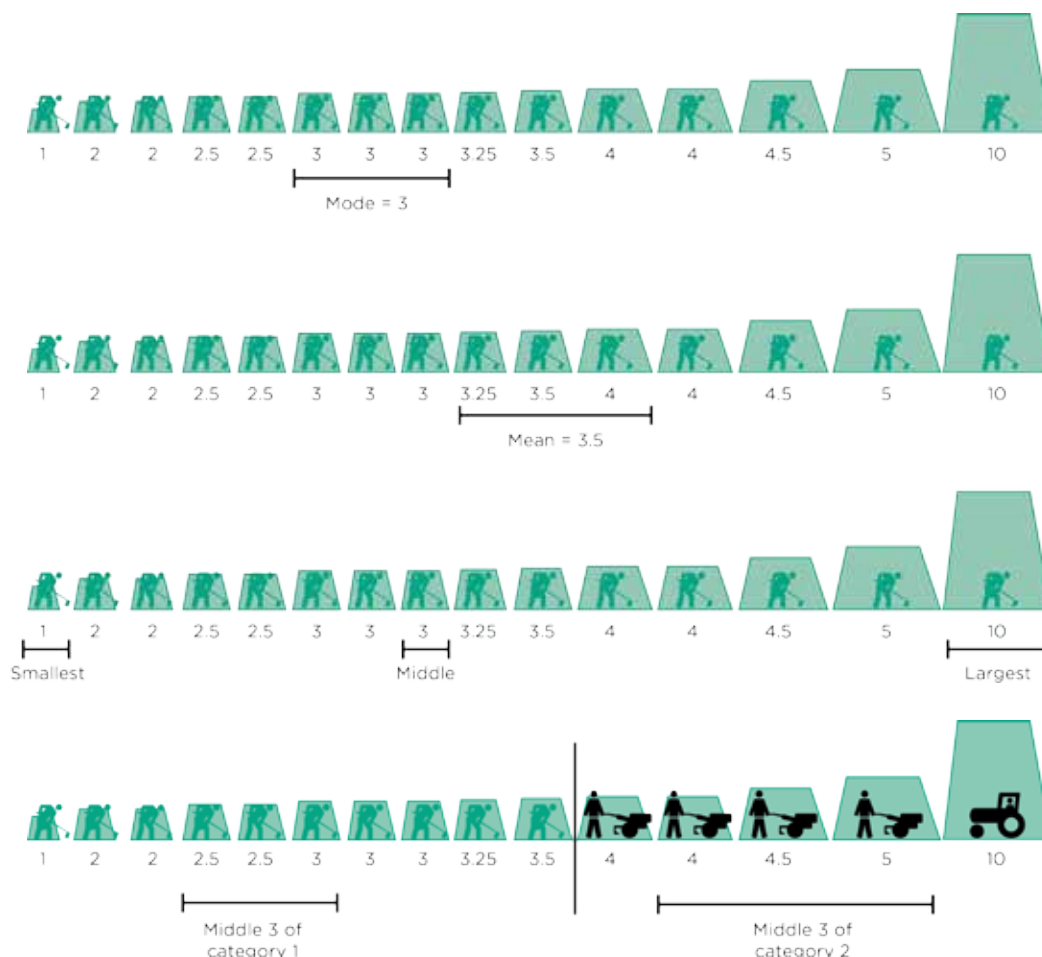 1 2 2 2.5 2.5 3 3 3 3.25 3.5 4 4 4.5 5 10
Mode = 3
1 2 2 2.5 2.5 3 3 3 3.25 3.5 4 4 4.5 5 10
Mean = 3.5
1 2 2 2.5 2.5 3 3 3 3.25 3.5 4 4 4.5 5 10
Smallest Middle Largest
1 2 2 2.5 2.5 3 3 3 3.25 3.5 4 4 4.5 5 10
Middle 3 of
category 1
Middle 3 of
category 2